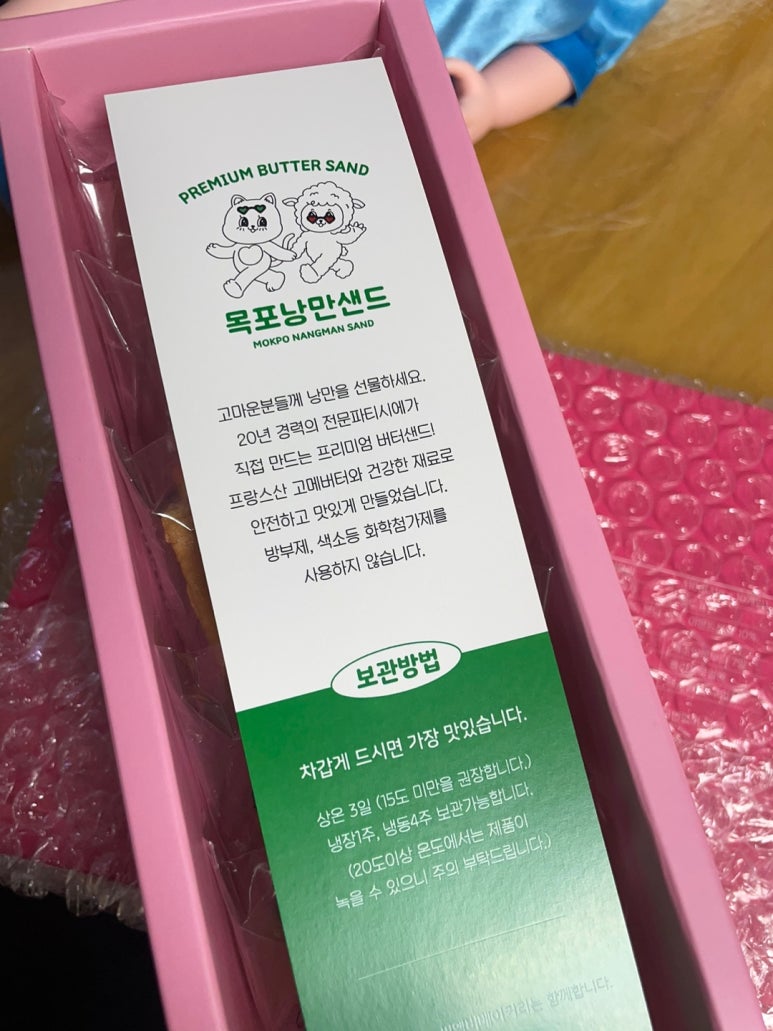 PREMIUM BUTTER SAND
목포낭만샌드
MOKPO NANGMAN SAND
고마운분들께 낭만을 선물하세요.
20년 경력의 전문파티시에가
직접 만드는 프리미엄 버터샌드!
프랑스산 고메버터와 건강한 재료로
안전하고 맛있게 만들었습니다.
방부제, 색소등 화학첨가제를
사용하지 않습니다.
보관방법
차갑게 드시면 가장 맛있습니다.
상온 3일 (15도 미만을 권장합니다.)
냉장1주, 냉동4주 보관가능합니다.
(20도이상 온도에서는 제품이
녹을 수 있으니 주의 부탁드립니다.)
함께합니다.